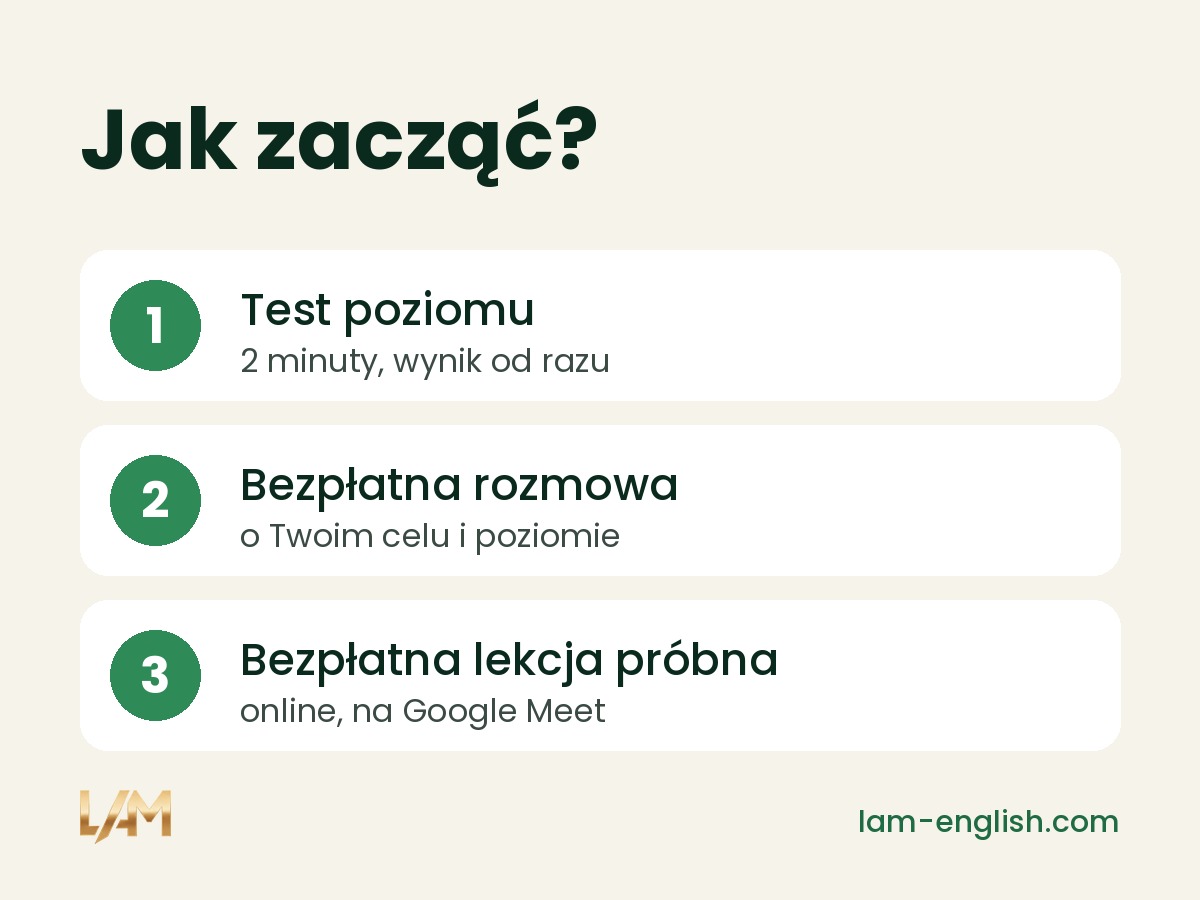 Jak zacząć?
1
Test poziomu
2 minuty, wynik od razu
2
Bezpłatna rozmowa
o Twoim celu i poziomie
3
Bezpłatna lekcja próbna
online, na Google Meet
LAM
lam-english.com